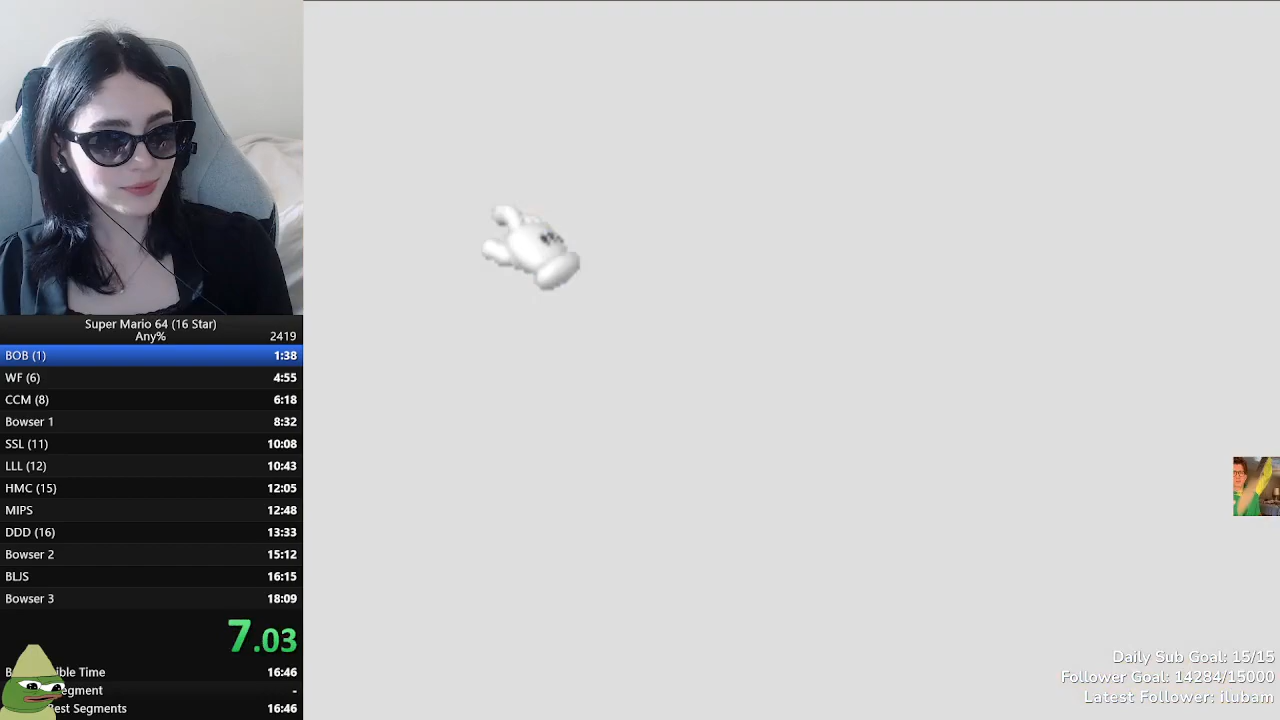 Super Mario 64 (16 Star)
Any% 2419
BOB (1) 1:38
WF (6) 4:55
CCM (8) 6:18
Bowser 1 8:32
SSL (11) 10:08
LLL (12) 10:43
HMC (15) 12:05
MIPS 12:48
DDD (16) 13:33
Bowser 2 15:12
BLJS 16:15
Bowser 3 18:09
7.03
ible Time 16:46
egment -
est Segments 16:46
Daily Sub Goal: 15/15
Follower Goal: 14284/15000
Latest Follower: ilubam